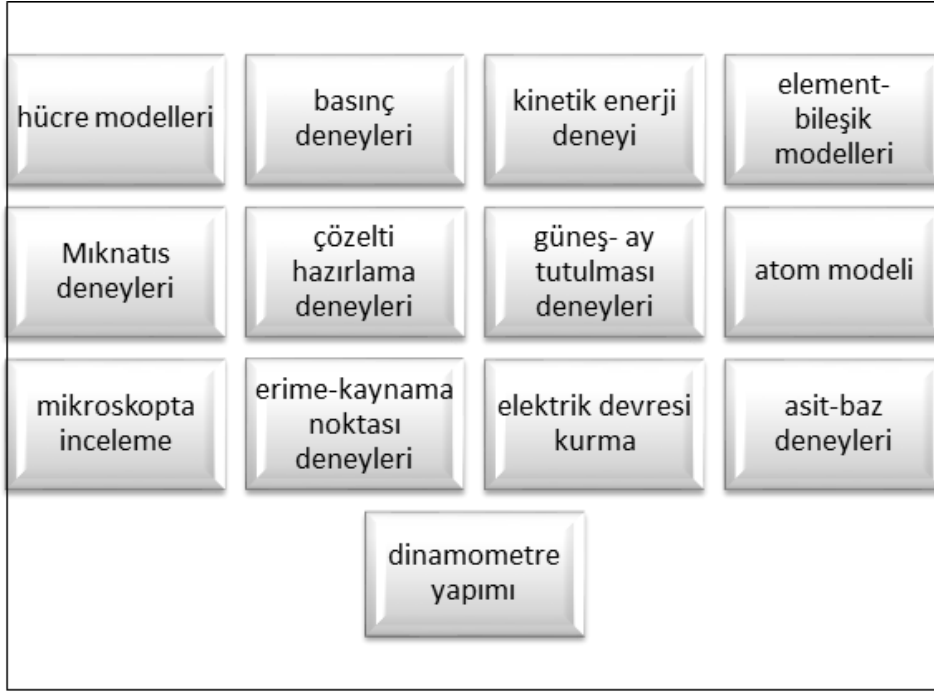 hücre modelleri
basınç
deneyleri
kinetik enerji
deneyi
element-
bileşik
modelleri
Mıknatıs
deneyleri
çözelti
hazırlama
deneyleri
güneş- ay
tutulması
deneyleri
atom modeli
mikroskopta
inceleme
erime-kaynama
noktası
deneyleri
elektrik devresi
kurma
asit-baz
deneyleri
dinamometre
yapımı